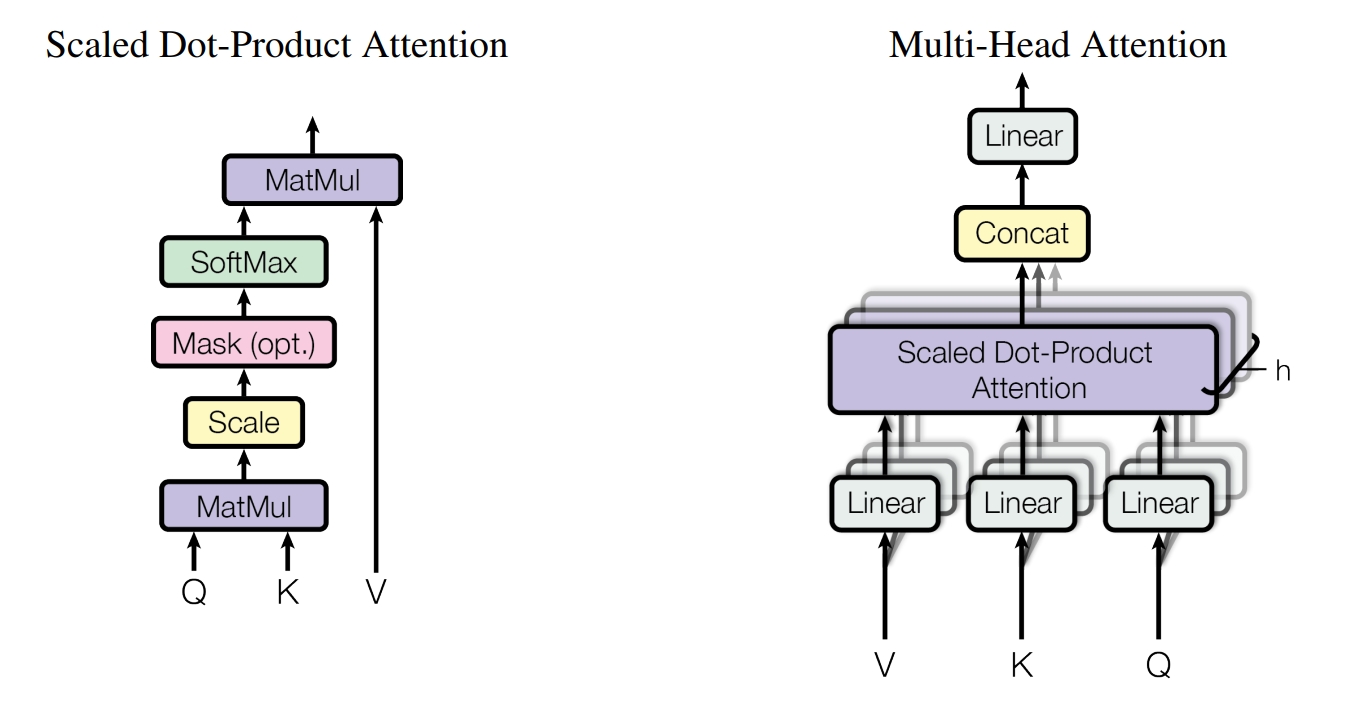 Scaled Dot-Product Attention
MatMul
SoftMax
Mask (opt.)
Scale
MatMul
Q K V
Multi-Head Attention
Linear
Concat
Scaled Dot-Product
Attention
h
Linear Linear Linear
V K Q